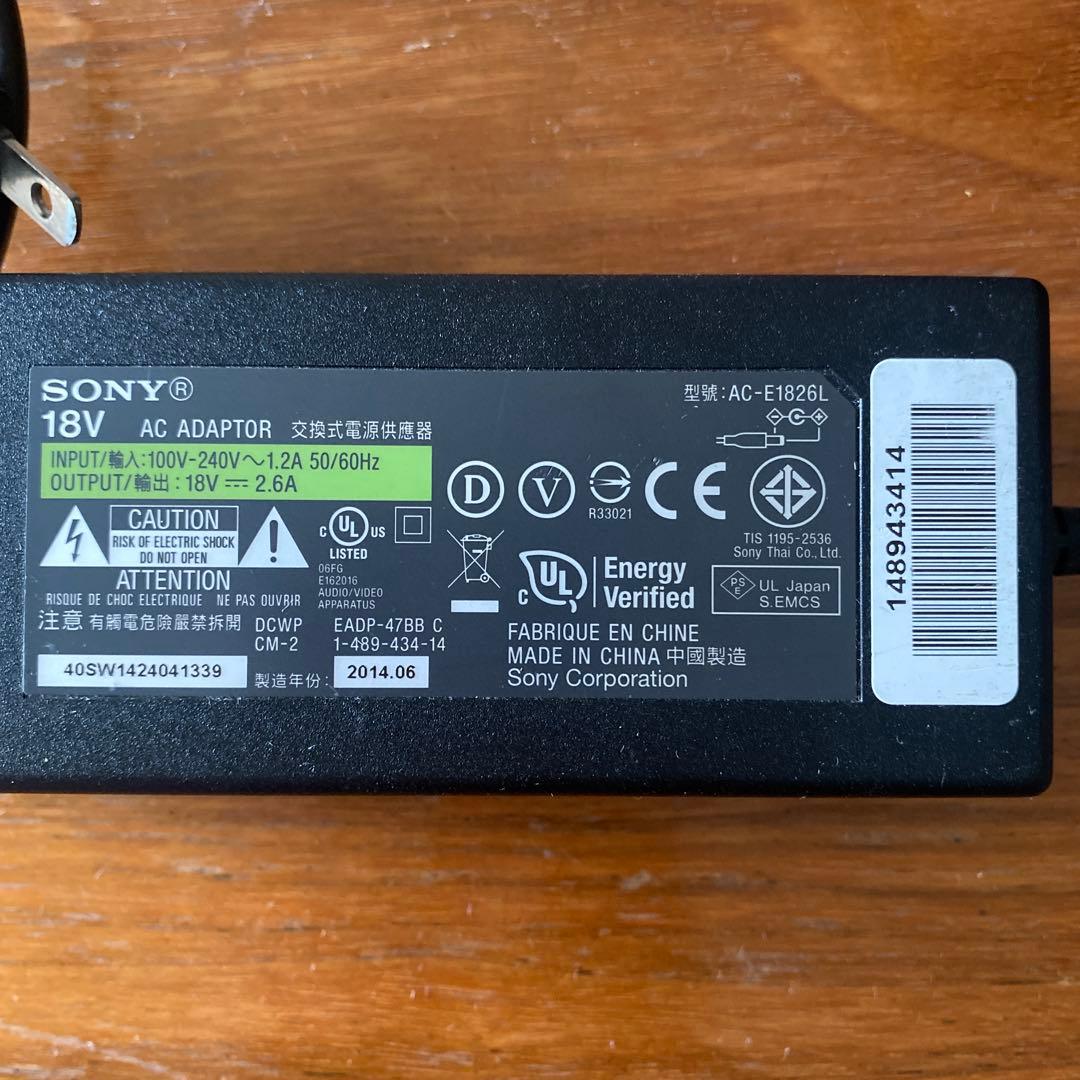 SONY®
18V AC ADAPTOR 交換式電源供應器
型號:AC-E1826L
INPUT/輸入:100V-240V～1.2A 50/60Hz
OUTPUT/輸出:18V ⎓ 2.6A
CAUTION
RISK OF ELECTRIC SHOCK
DO NOT OPEN
ATTENTION
RISQUE DE CHOC ELECTRIQUE NE PAS OUVRIR
注意 有觸電危險嚴禁拆開
c UL US
LISTED
06FG
E162016
AUDIO/VIDEO
APPARATUS
DCWP
CM-2
EADP-47BB C
1-489-434-14
40SW1424041339
製造年份:
2014.06
D
V
R33021
CE
TIS 1195-2536
Sony Thai Co., Ltd.
c UL
Energy
Verified
PS
E
UL Japan
S.EMCS
FABRIQUE EN CHINE
MADE IN CHINA 中國製造
Sony Corporation
148943414